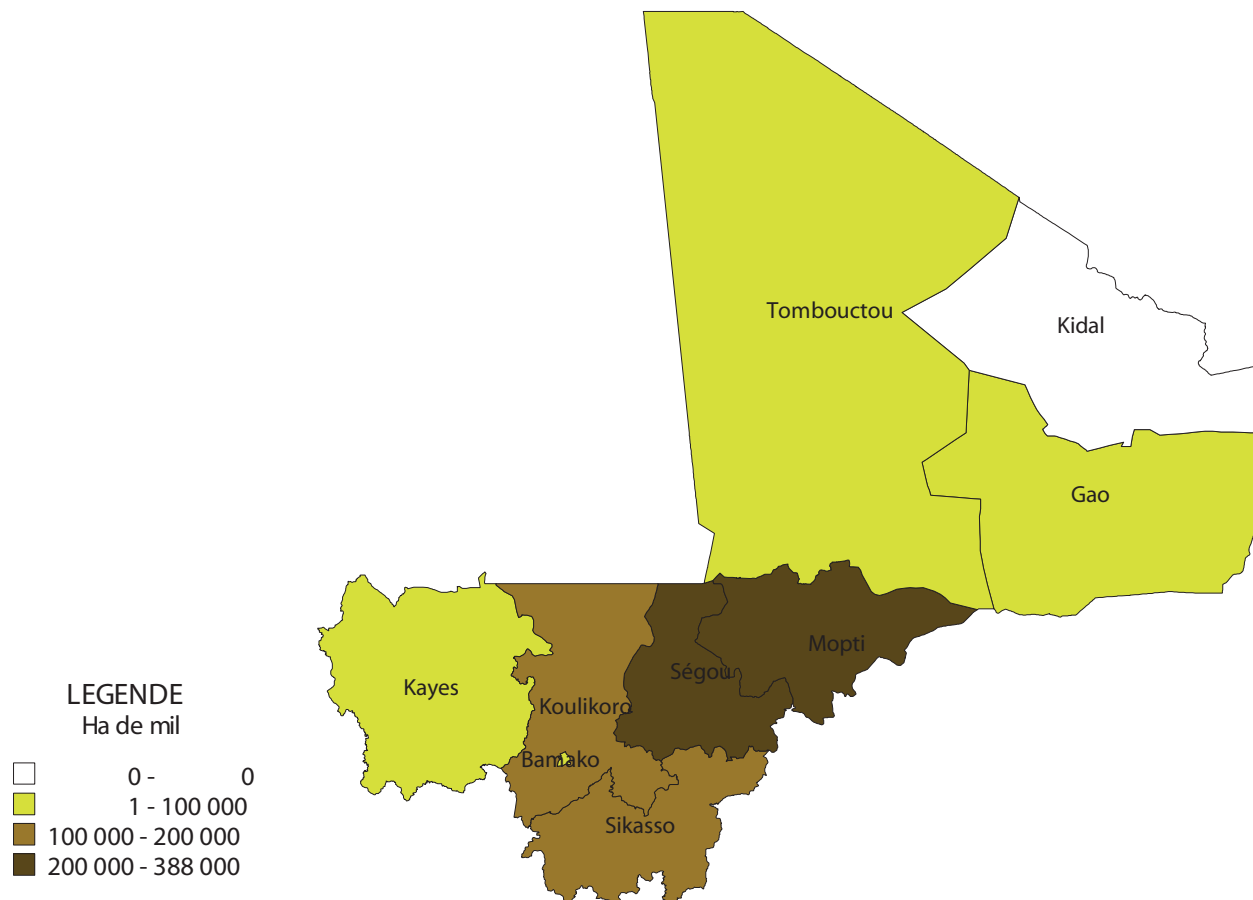 Tombouctou
Kidal
Gao
Mopti
Ségou
Kayes
Koulikoro
Bamako
Sikasso
LEGENDE
Ha de mil
0 - 0
1 - 100 000
100 000 - 200 000
200 000 - 388 000